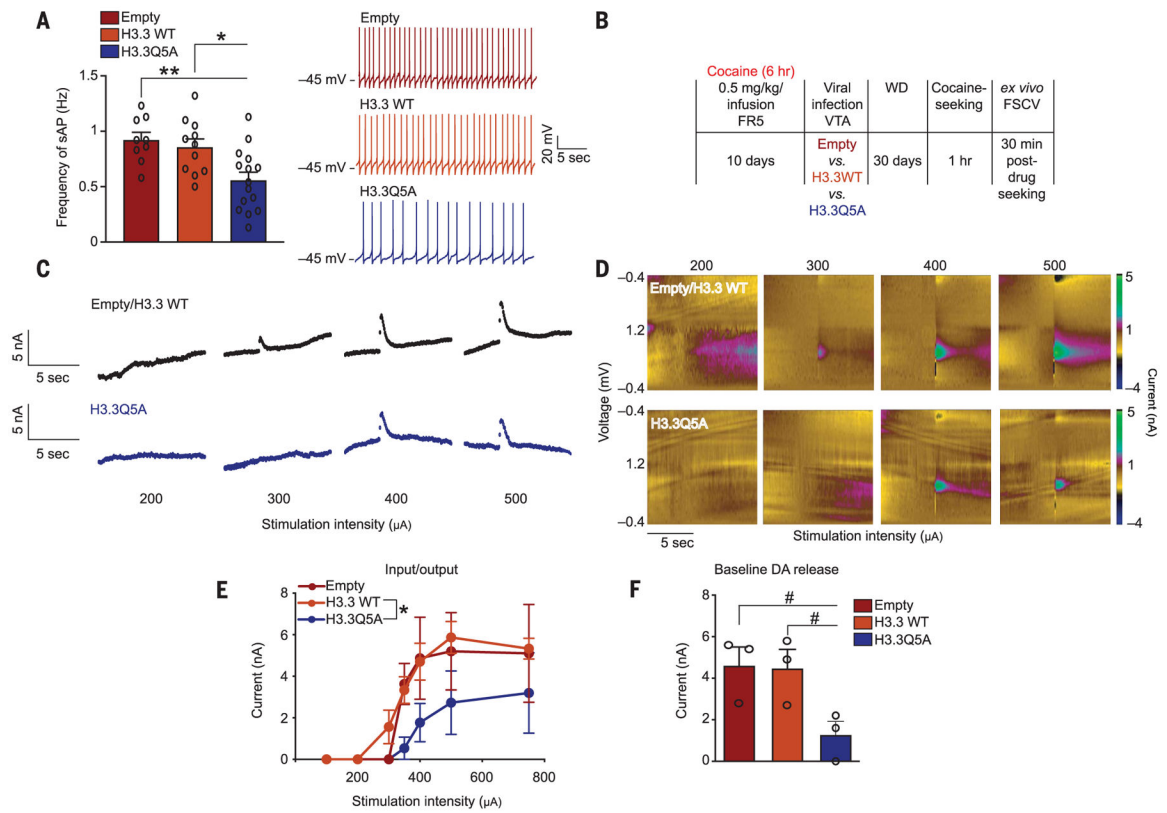 A
Empty
H3.3 WT
H3.3Q5A
*
**
1.5
1
0.5
0
Frequency of sAP (Hz)
Empty
–45 mV
H3.3 WT
–45 mV
20 mV
5 sec
H3.3Q5A
–45 mV
B
Cocaine (6 hr)
0.5 mg/kg/
infusion
FR5
Viral
infection
VTA
WD
Cocaine-
seeking
ex vivo
FSCV
10 days
Empty
vs.
H3.3WT
vs.
H3.3Q5A
30 days
1 hr
30 min
post-
drug
seeking
C
Empty/H3.3 WT
5 nA
5 sec
H3.3Q5A
5 nA
5 sec
200 300 400 500
Stimulation intensity (µA)
D
200 300 400 500
–0.4
1.2
–0.4
Empty/H3.3 WT
5
1
–4
–0.4
1.2
–0.4
H3.3Q5A
5
1
–4
Voltage (mV)
Current (nA)
5 sec
Stimulation intensity (µA)
E
Input/output
Empty
H3.3 WT
H3.3Q5A
*
8
6
4
2
0
Current (nA)
200 400 600 800
Stimulation intensity (µA)
F
Baseline DA release
#
#
Empty
H3.3 WT
H3.3Q5A
8
6
4
2
0
Current (nA)